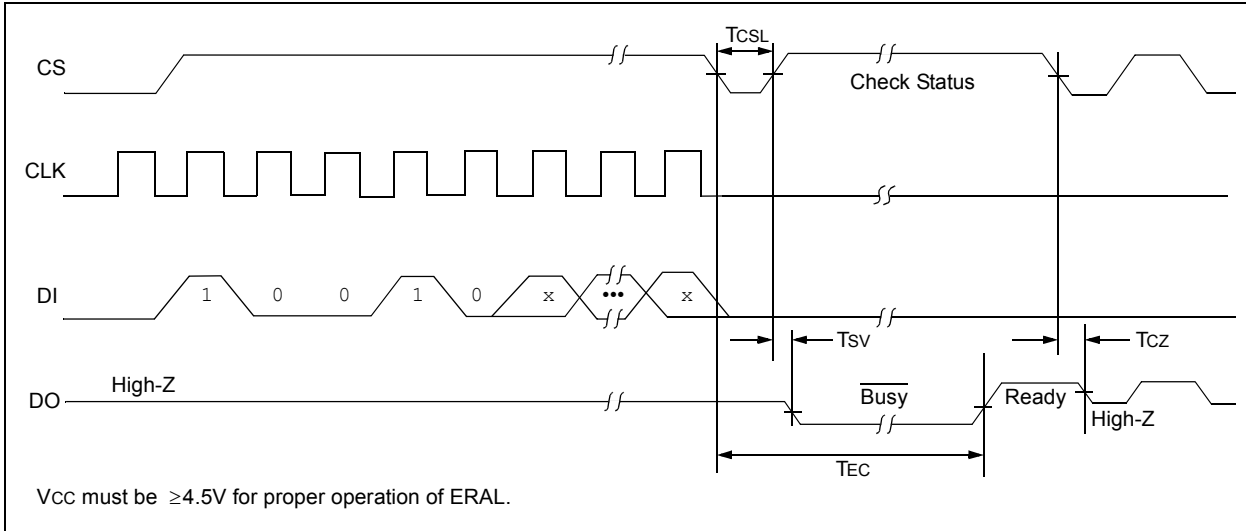 TCSL
CS
Check Status
CLK
DI
1 0 0 1 0 x ••• x
TSV
TCZ
High-Z
DO
Busy
Ready
High-Z
TEC
VCC must be ≥4.5V for proper operation of ERAL.